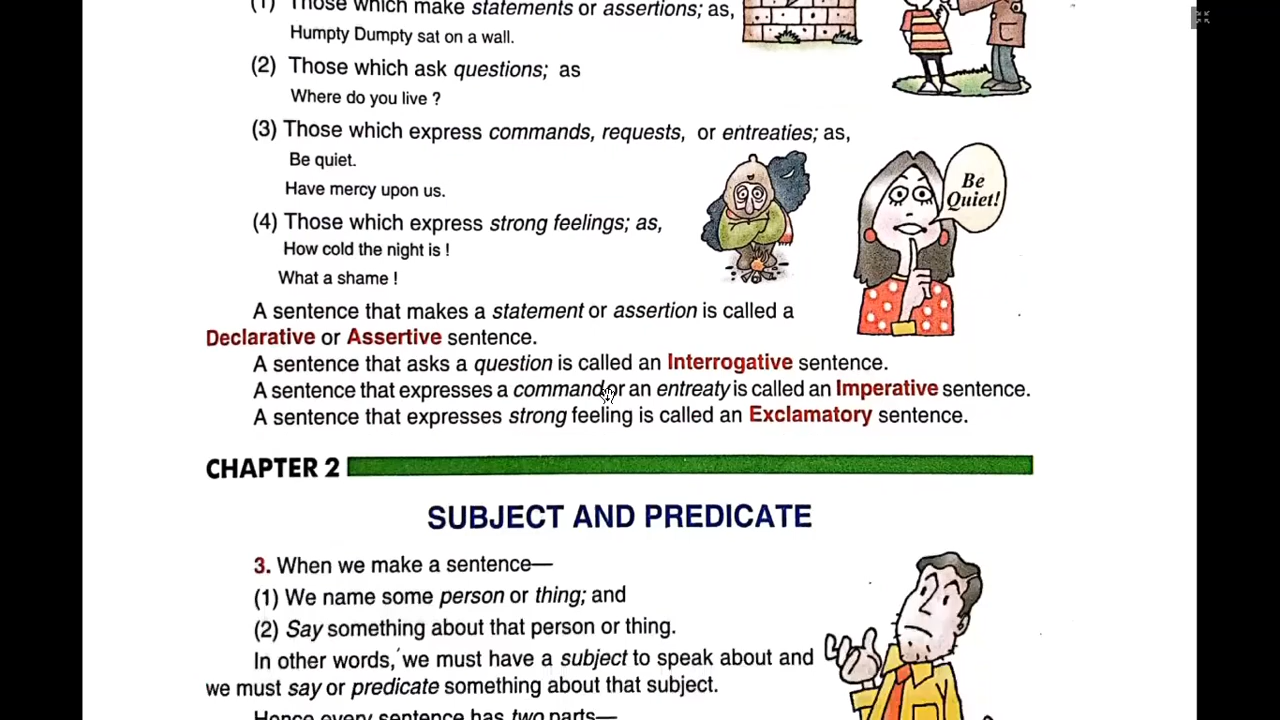 (1) Those which make statements or assertions; as,
Humpty Dumpty sat on a wall.
(2) Those which ask questions; as
Where do you live ?
(3) Those which express commands, requests, or entreaties; as,
Be quiet.
Have mercy upon us.
Be
Quiet!
(4) Those which express strong feelings; as,
How cold the night is !
What a shame !
A sentence that makes a statement or assertion is called a
Declarative or Assertive sentence.
A sentence that asks a question is called an Interrogative sentence.
A sentence that expresses a command or an entreaty is called an Imperative sentence.
A sentence that expresses strong feeling is called an Exclamatory sentence.
CHAPTER 2
SUBJECT AND PREDICATE
3. When we make a sentence—
(1) We name some person or thing; and
(2) Say something about that person or thing.
In other words, we must have a subject to speak about and
we must say or predicate something about that subject.
Hence every sentence has two parts—